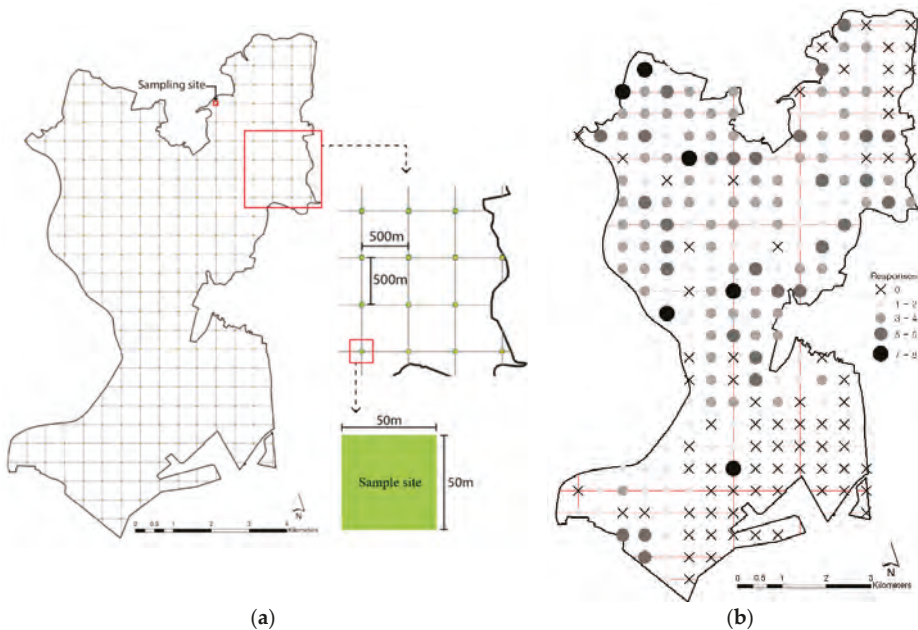 Sampling site
500m
500m
50m
Sample site
50m
N
0 0.5 1 2 3 4
Kilometers
(a)
Responses
0
1 - 2
3 - 4
5 - 6
7 - 8
N
0 0.5 1 2 3
Kilometers
(b)